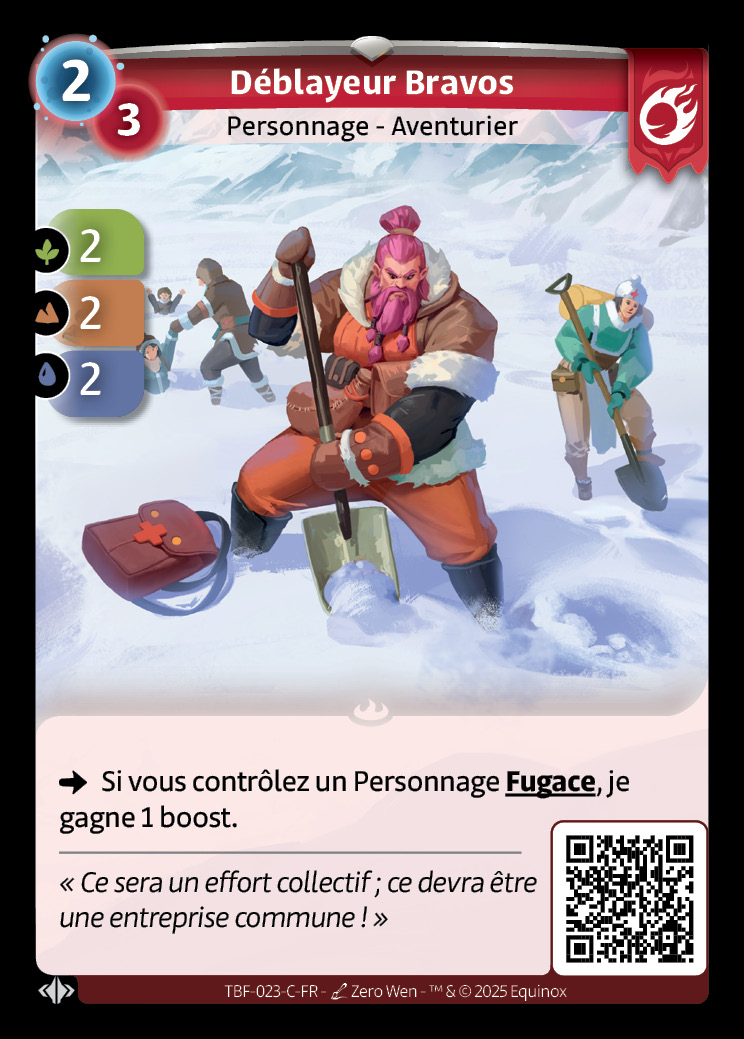 2
Déblayeur Bravos
3
Personnage - Aventurier
2
2
2
Si vous contrôlez un Personnage Fugace, je
gagne 1 boost.
« Ce sera un effort collectif ; ce devra être
une entreprise commune ! »
TBF-023-C-FR - Zero Wen - ™ & © 2025 Equinox